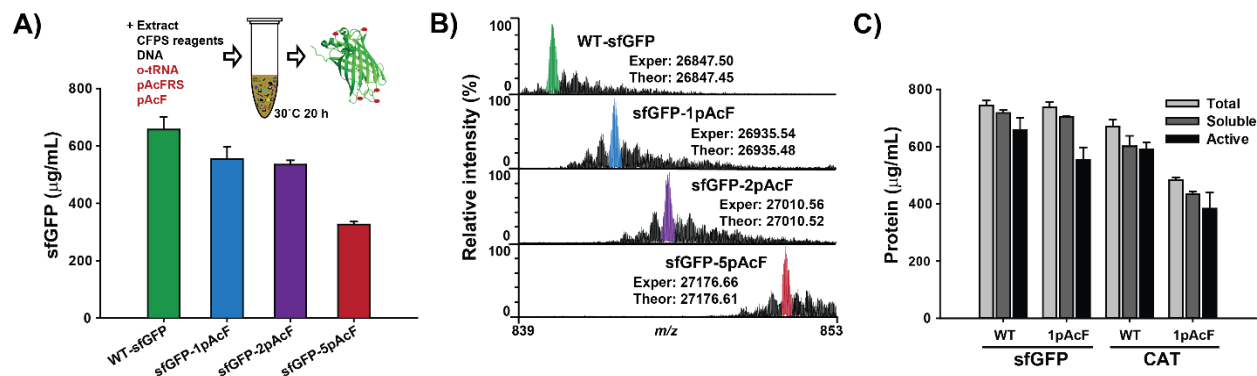 A)
+ Extract
CFPS reagents
DNA
o-tRNA
pAcFRS
pAcF
30˚C 20 h
800
600
400
200
0
sfGFP (µg/mL)
WT-sfGFP
sfGFP-1pAcF
sfGFP-2pAcF
sfGFP-5pAcF
B)
Relative intensity (%)
100
0
WT-sfGFP
Exper: 26847.50
Theor: 26847.45
100
0
sfGFP-1pAcF
Exper: 26935.54
Theor: 26935.48
100
0
sfGFP-2pAcF
Exper: 27010.56
Theor: 27010.52
100
0
sfGFP-5pAcF
Exper: 27176.66
Theor: 27176.61
839
m/z
853
C)
Protein (µg/mL)
800
600
400
200
0
Total
Soluble
Active
WT 1pAcF WT 1pAcF
sfGFP CAT